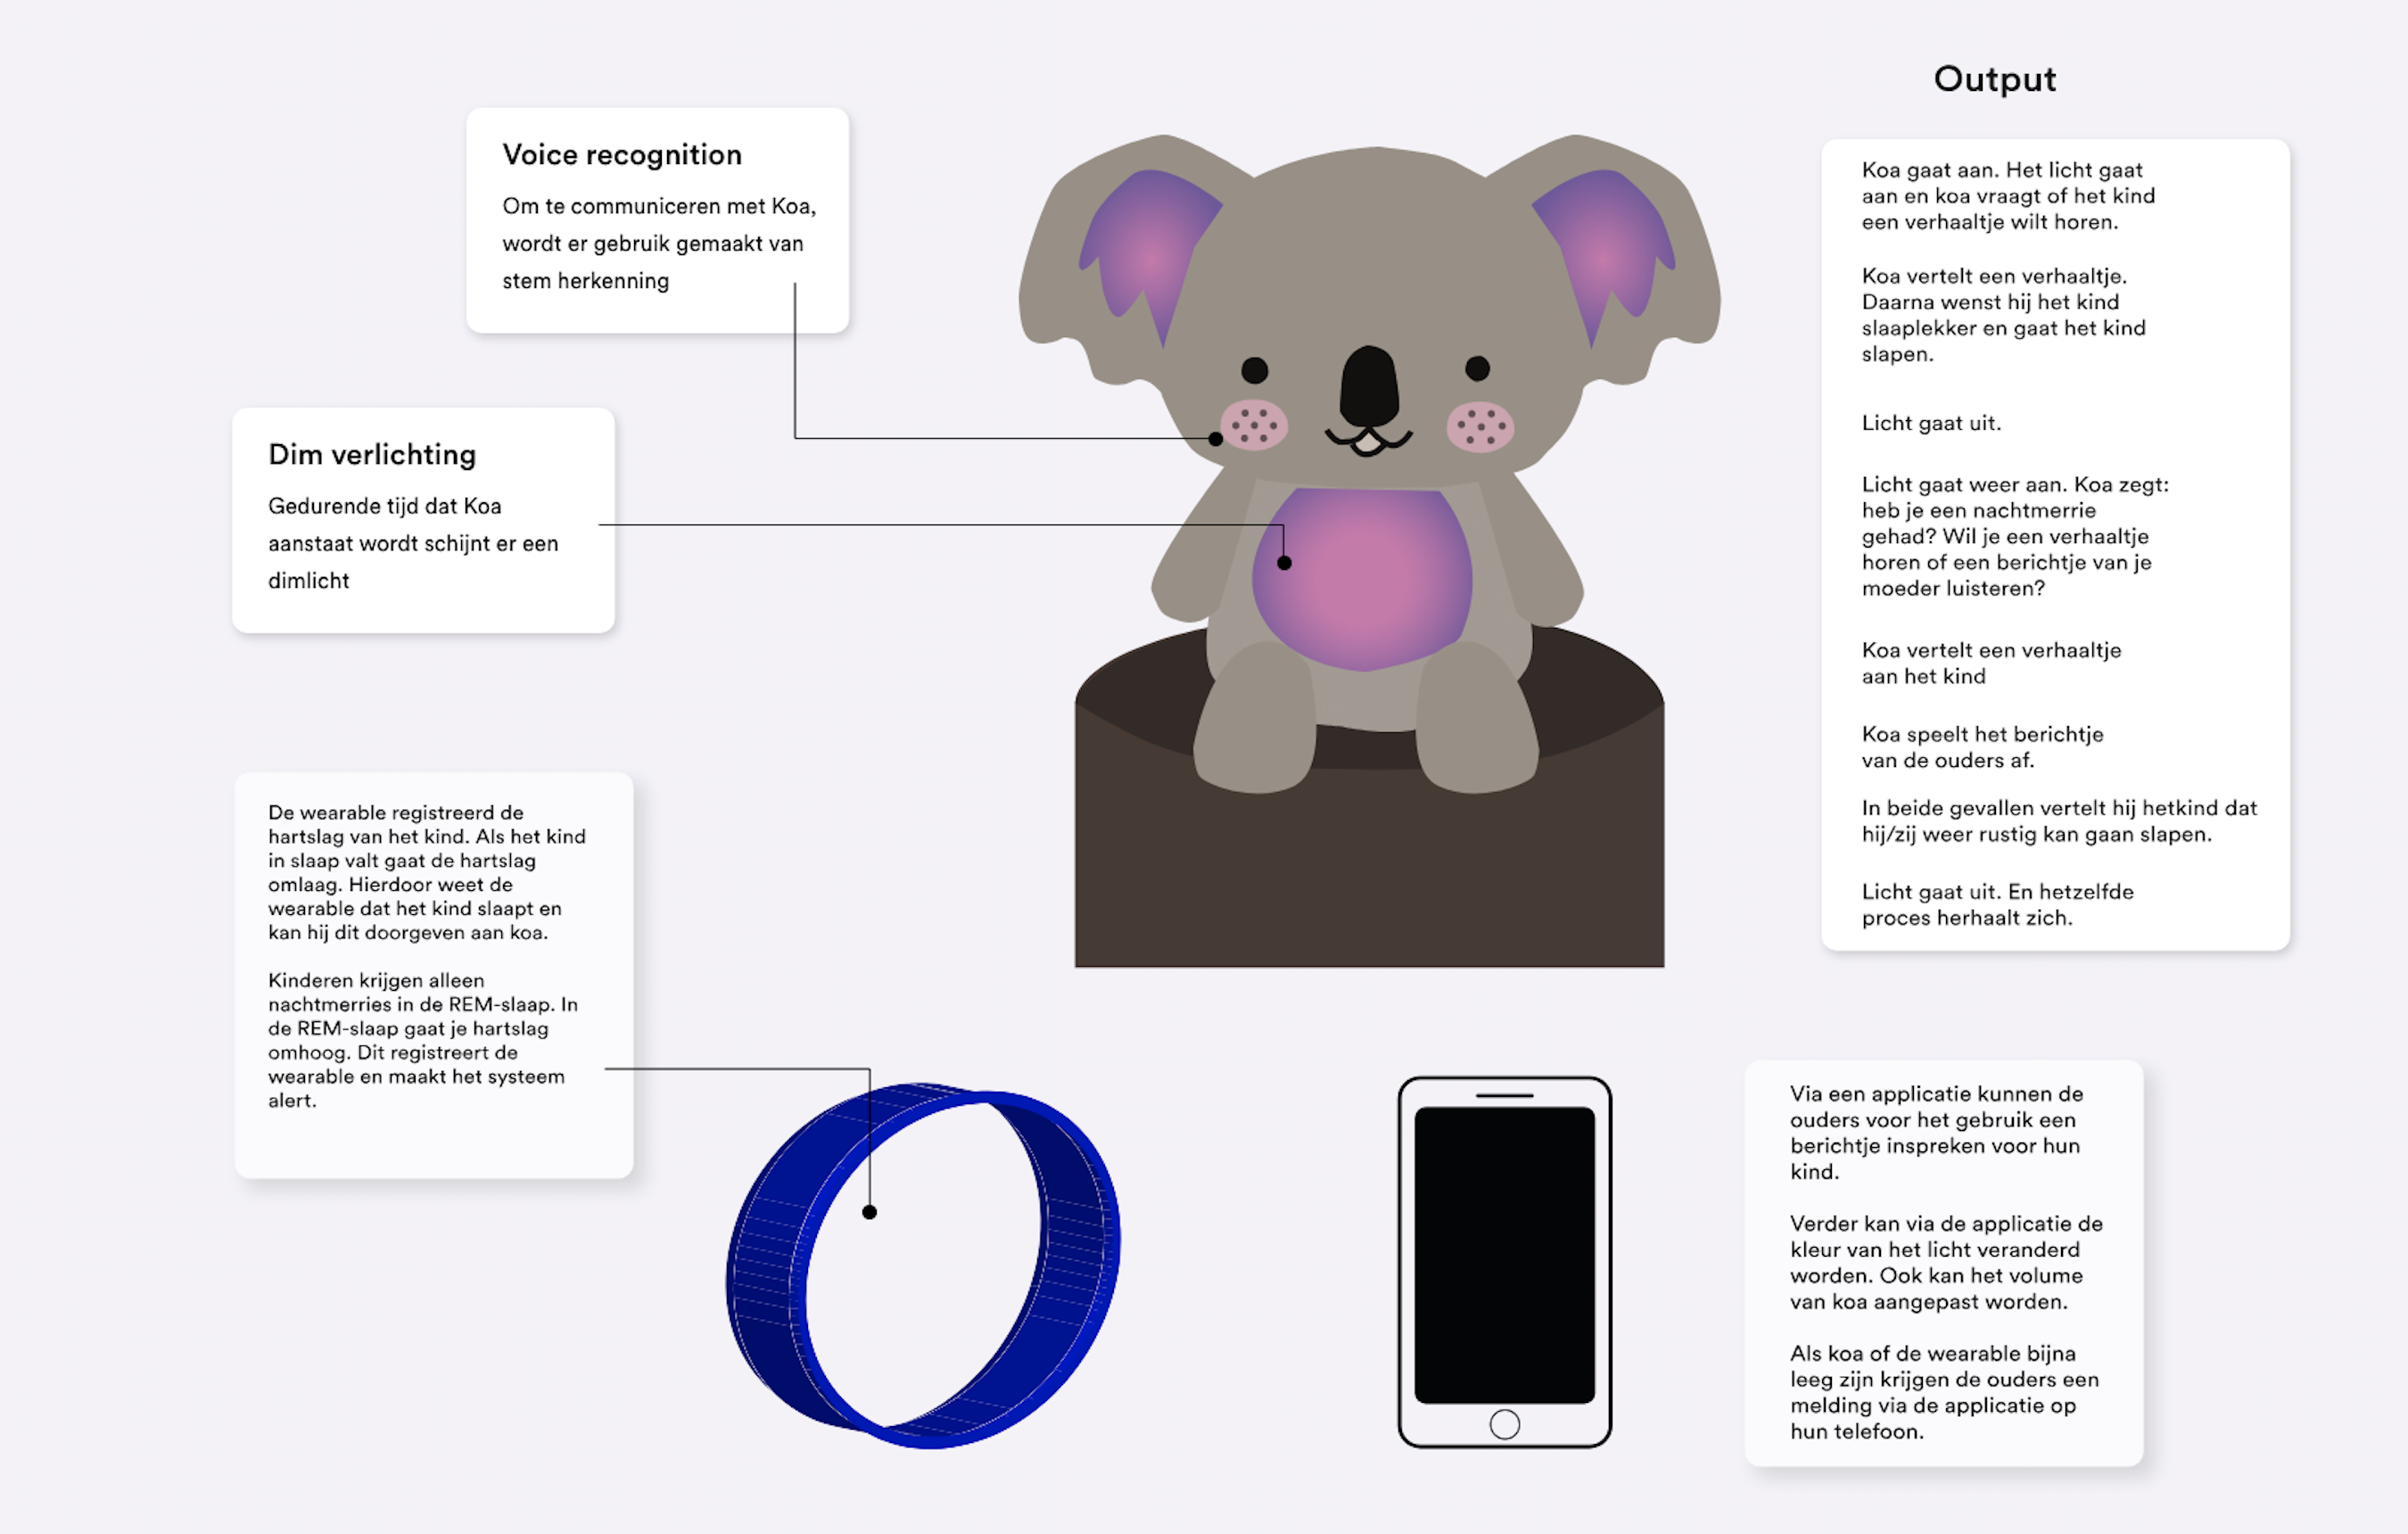 Output
Voice recognition
Om te communiceren met Koa,
wordt er gebruik gemaakt van
stem herkenning
Dim verlichting
Gedurende tijd dat Koa
aanstaat wordt schijnt er een
dimlicht
De wearable registreerd de
hartslag van het kind. Als het kind
in slaap valt gaat de hartslag
omlaag. Hierdoor weet de
wearable dat het kind slaapt en
kan hij dit doorgeven aan koa.
Kinderen krijgen alleen
nachtmerries in de REM-slaap. In
de REM-slaap gaat je hartslag
omhoog. Dit registreert de
wearable en maakt het systeem
alert.
Koa gaat aan. Het licht gaat
aan en koa vraagt of het kind
een verhaaltje wilt horen.
Koa vertelt een verhaaltje.
Daarna wenst hij het kind
slaaplekker en gaat het kind
slapen.
Licht gaat uit.
Licht gaat weer aan. Koa zegt:
heb je een nachtmerrie
gehad? Wil je een verhaaltje
horen of een berichtje van je
moeder luisteren?
Koa vertelt een verhaaltje
aan het kind
Koa speelt het berichtje
van de ouders af.
In beide gevallen vertelt hij hetkind dat
hij/zij weer rustig kan gaan slapen.
Licht gaat uit. En hetzelfde
proces herhaalt zich.
Via een applicatie kunnen de
ouders voor het gebruik een
berichtje inspreken voor hun
kind.
Verder kan via de applicatie de
kleur van het licht veranderd
worden. Ook kan het volume
van koa aangepast worden.
Als koa of de wearable bijna
leeg zijn krijgen de ouders een
melding via de applicatie op
hun telefoon.